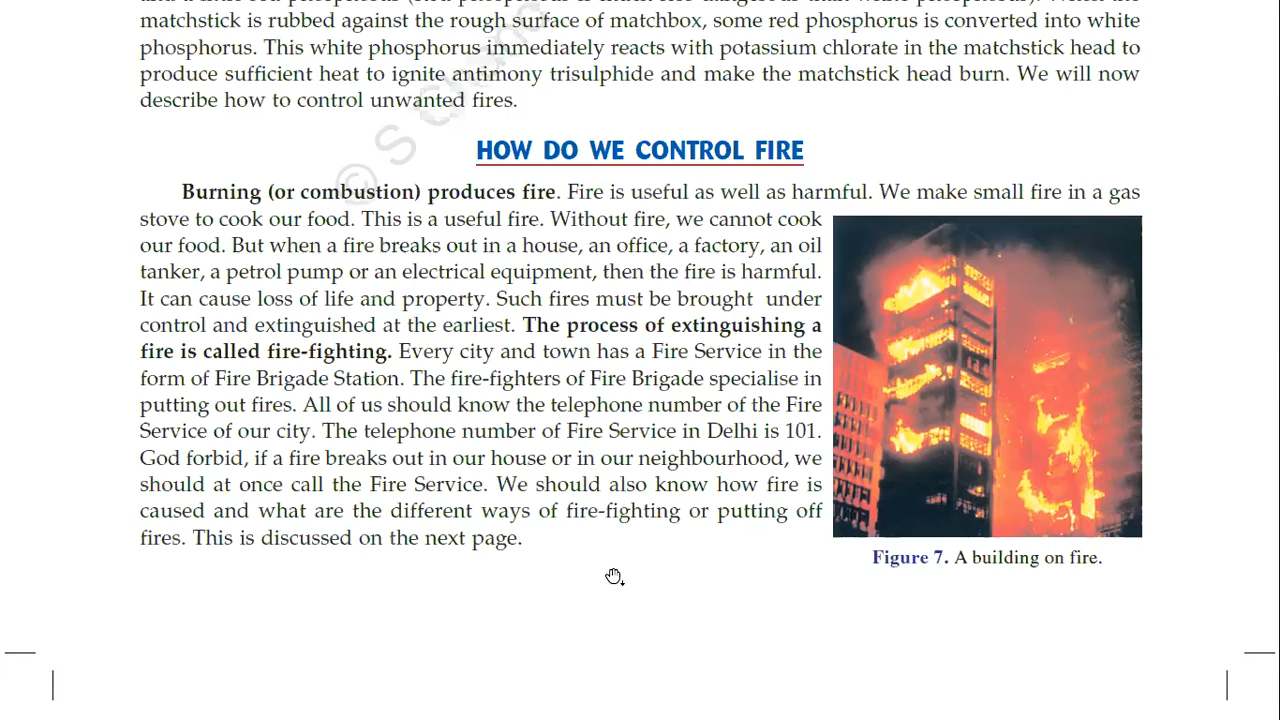 matchstick is rubbed against the rough surface of matchbox, some red phosphorus is converted into white
phosphorus. This white phosphorus immediately reacts with potassium chlorate in the matchstick head to
produce sufficient heat to ignite antimony trisulphide and make the matchstick head burn. We will now
describe how to control unwanted fires.
HOW DO WE CONTROL FIRE
Burning (or combustion) produces fire. Fire is useful as well as harmful. We make small fire in a gas
stove to cook our food. This is a useful fire. Without fire, we cannot cook
our food. But when a fire breaks out in a house, an office, a factory, an oil
tanker, a petrol pump or an electrical equipment, then the fire is harmful.
It can cause loss of life and property. Such fires must be brought under
control and extinguished at the earliest. The process of extinguishing a
fire is called fire-fighting. Every city and town has a Fire Service in the
form of Fire Brigade Station. The fire-fighters of Fire Brigade specialise in
putting out fires. All of us should know the telephone number of the Fire
Service of our city. The telephone number of Fire Service in Delhi is 101.
God forbid, if a fire breaks out in our house or in our neighbourhood, we
should at once call the Fire Service. We should also know how fire is
caused and what are the different ways of fire-fighting or putting off
fires. This is discussed on the next page.
Figure 7. A building on fire.
© S Chand